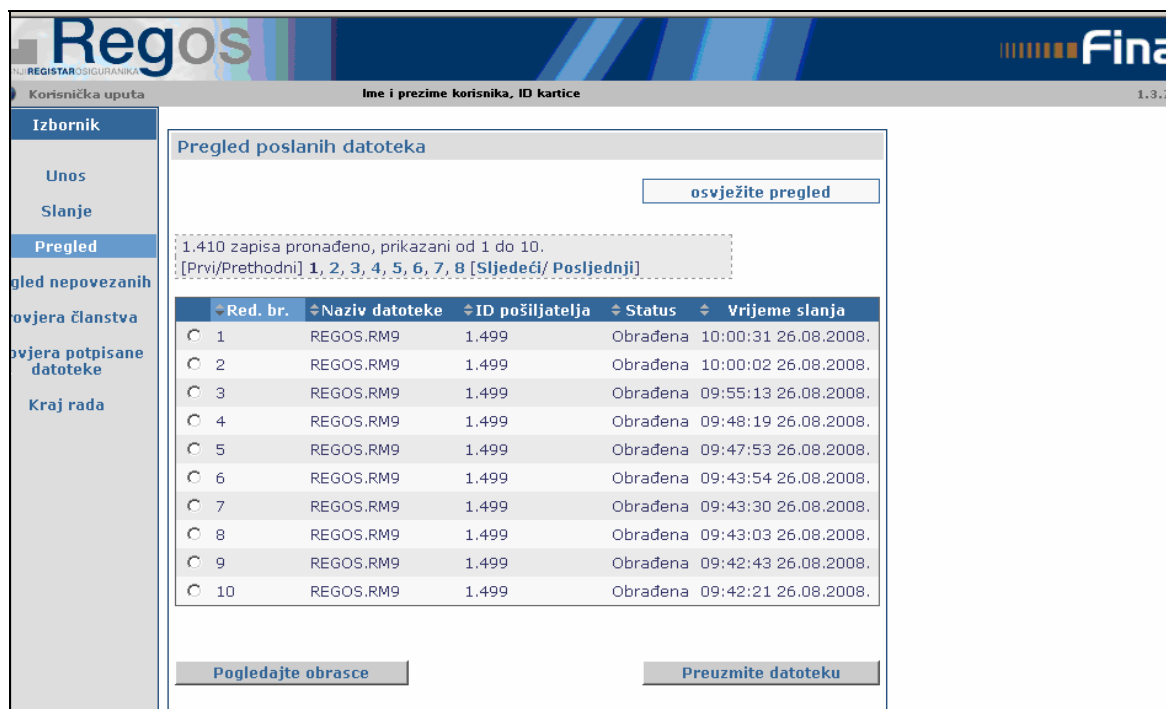 Regos
REGISTAROSIGURANIKA
Fina
Korisnička uputa
Ime i prezime korisnika, ID kartice
1.3.
Izbornik
Unos
Slanje
Pregled
gled nepovezanih
ovjera članstva
ovjera potpisane
datoteke
Kraj rada
Pregled poslanih datoteka
osvježite pregled
1.410 zapisa pronađeno, prikazani od 1 do 10.
[Prvi/Prethodni] 1, 2, 3, 4, 5, 6, 7, 8 [Sljedeći/ Posljednji]
Red. br. Naziv datoteke ID pošiljatelja Status Vrijeme slanja
1 REGOS.RM9 1.499 Obrađena 10:00:31 26.08.2008.
2 REGOS.RM9 1.499 Obrađena 10:00:02 26.08.2008.
3 REGOS.RM9 1.499 Obrađena 09:55:13 26.08.2008.
4 REGOS.RM9 1.499 Obrađena 09:48:19 26.08.2008.
5 REGOS.RM9 1.499 Obrađena 09:47:53 26.08.2008.
6 REGOS.RM9 1.499 Obrađena 09:43:54 26.08.2008.
7 REGOS.RM9 1.499 Obrađena 09:43:30 26.08.2008.
8 REGOS.RM9 1.499 Obrađena 09:43:03 26.08.2008.
9 REGOS.RM9 1.499 Obrađena 09:42:43 26.08.2008.
10 REGOS.RM9 1.499 Obrađena 09:42:21 26.08.2008.
Pogledajte obrasce
Preuzmite datoteku